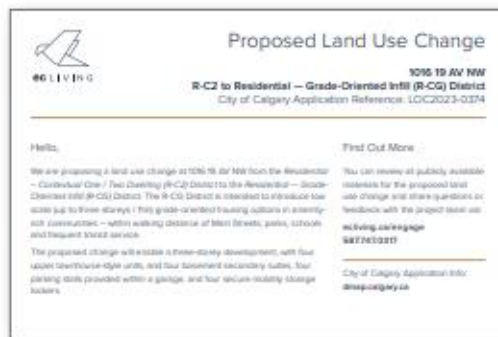 Proposed Land Use Change
EC LIVING
1016 19 AV NW
R-C2 to Residential — Grade-Oriented Infill (R-CG) District
City of Calgary Application Reference: LOC2023-0374
Hello,
We are proposing a land use change at 1016 19 AV NW from the Residential
– Contextual One / Two Dwelling (R-C2) District to the Residential — Grade-
Oriented Infill (R-CG) District. The R-CG District is intended to introduce low
scale (up to three storeys / 11m) grade-oriented housing options in amenity-
rich communities – within walking distance of Main Streets, parks, schools
and frequent transit service.
The proposed change will enable a three-storey development, with four
upper townhouse-style units, and four basement secondary suites, four
parking stalls provided within a garage, and four secure mobility storage
lockers.
Find Out More
You can review all publicly available
materials for the proposed land
use change and share questions or
feedback with the project team via:
ecliving.ca/engage
587.747.0317
City of Calgary Application Info:
dmap.calgary.ca